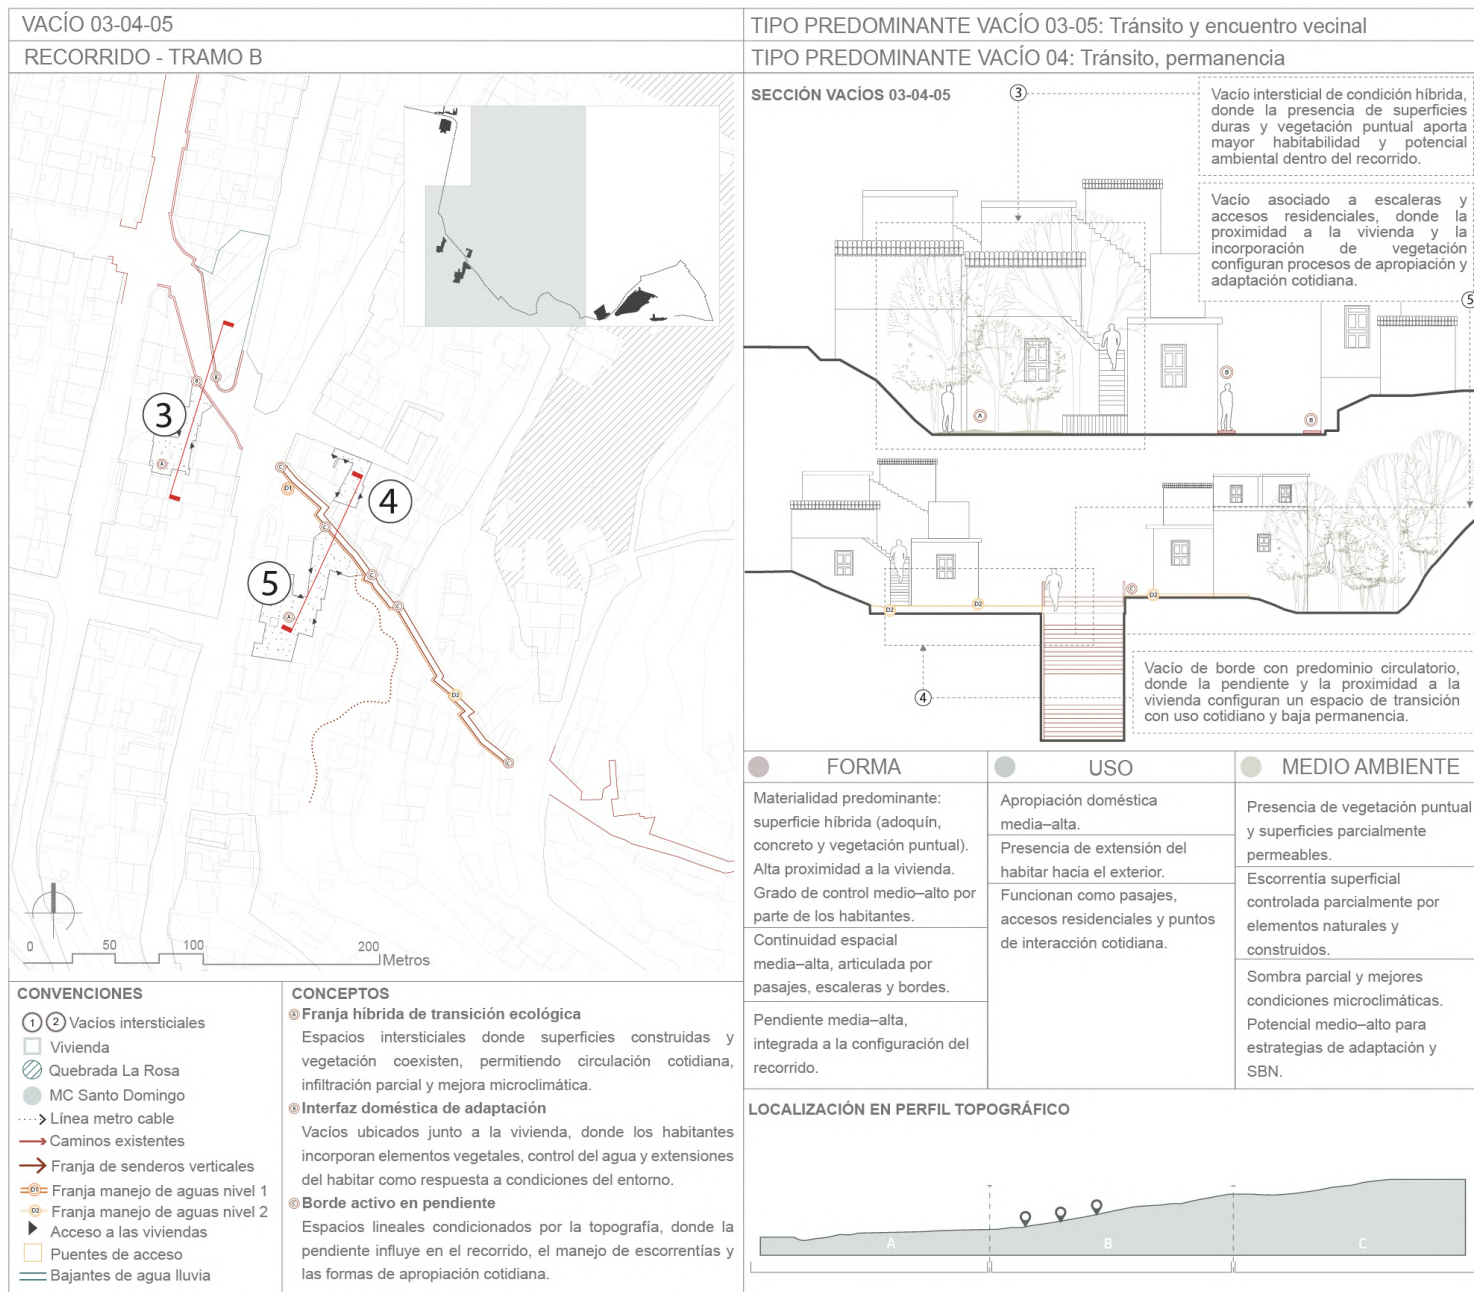 VACÍO 03-04-05
RECORRIDO - TRAMO B
TIPO PREDOMINANTE VACÍO 03-05: Tránsito y encuentro vecinal
TIPO PREDOMINANTE VACÍO 04: Tránsito, permanencia
3
4
5
A
B
B
C
C
C
C
C
D1
D2
A
0
50
100
200
Metros
SECCIÓN VACÍOS 03-04-05
3
Vacío intersticial de condición híbrida,
donde la presencia de superficies
duras y vegetación puntual aporta
mayor habitabilidad y potencial
ambiental dentro del recorrido.
Vacío asociado a escaleras y
accesos residenciales, donde la
proximidad a la vivienda y la
incorporación de vegetación
configuran procesos de apropiación y
adaptación cotidiana.
5
A
B
B
D2
D2
C
D2
4
Vacío de borde con predominio circulatorio,
donde la pendiente y la proximidad a la
vivienda configuran un espacio de transición
con uso cotidiano y baja permanencia.
FORMA
Materialidad predominante:
superficie híbrida (adoquín,
concreto y vegetación puntual).
Alta proximidad a la vivienda.
Grado de control medio–alto por
parte de los habitantes.
Continuidad espacial
media–alta, articulada por
pasajes, escaleras y bordes.
Pendiente media–alta,
integrada a la configuración del
recorrido.
USO
Apropiación doméstica
media–alta.
Presencia de extensión del
habitar hacia el exterior.
Funcionan como pasajes,
accesos residenciales y puntos
de interacción cotidiana.
MEDIO AMBIENTE
Presencia de vegetación puntual
y superficies parcialmente
permeables.
Escorrentía superficial
controlada parcialmente por
elementos naturales y
construidos.
Sombra parcial y mejores
condiciones microclimáticas.
Potencial medio–alto para
estrategias de adaptación y
SBN.
CONVENCIONES
1 2 Vacíos intersticiales
Vivienda
Quebrada La Rosa
MC Santo Domingo
Línea metro cable
Caminos existentes
Franja de senderos verticales
D1 Franja manejo de aguas nivel 1
D2 Franja manejo de aguas nivel 2
Acceso a las viviendas
Puentes de acceso
Bajantes de agua lluvia
CONCEPTOS
A Franja híbrida de transición ecológica
Espacios intersticiales donde superficies construidas y
vegetación coexisten, permitiendo circulación cotidiana,
infiltración parcial y mejora microclimática.
B Interfaz doméstica de adaptación
Vacíos ubicados junto a la vivienda, donde los habitantes
incorporan elementos vegetales, control del agua y extensiones
del habitar como respuesta a condiciones del entorno.
C Borde activo en pendiente
Espacios lineales condicionados por la topografía, donde la
pendiente influye en el recorrido, el manejo de escorrentías y
las formas de apropiación cotidiana.
LOCALIZACIÓN EN PERFIL TOPOGRÁFICO
A
B
C